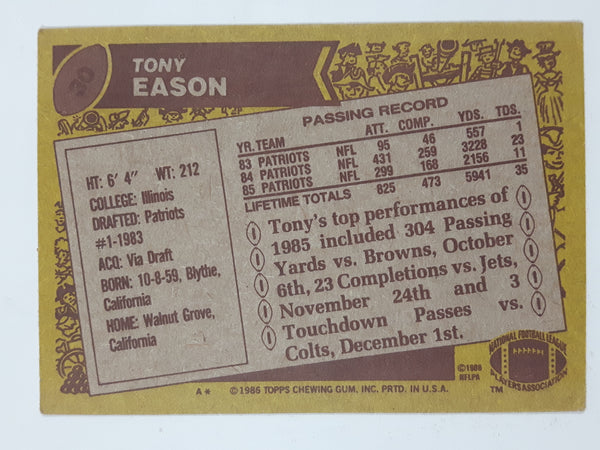 30
TONY
EASON
PASSING RECORD
YR. TEAM ATT. COMP. YDS. TDS.
83 PATRIOTS NFL 95 46 557 1
84 PATRIOTS NFL 431 259 3228 23
85 PATRIOTS NFL 299 168 2156 11
LIFETIME TOTALS 825 473 5941 35
HT: 6' 4" WT: 212
COLLEGE: Illinois
DRAFTED: Patriots
#1-1983
ACQ: Via Draft
BORN: 10-8-59, Blythe,
California
HOME: Walnut Grove,
California
Tony's top performances of
1985 included 304 Passing
Yards vs. Browns, October
6th, 23 Completions vs. Jets,
November 24th and 3
Touchdown Passes vs.
Colts, December 1st.
A* ©1986 TOPPS CHEWING GUM, INC. PRTD. IN U.S.A.
©1986
NFLPA
NATIONAL FOOTBALL LEAGUE
PLAYERS ASSOCIATION
TM